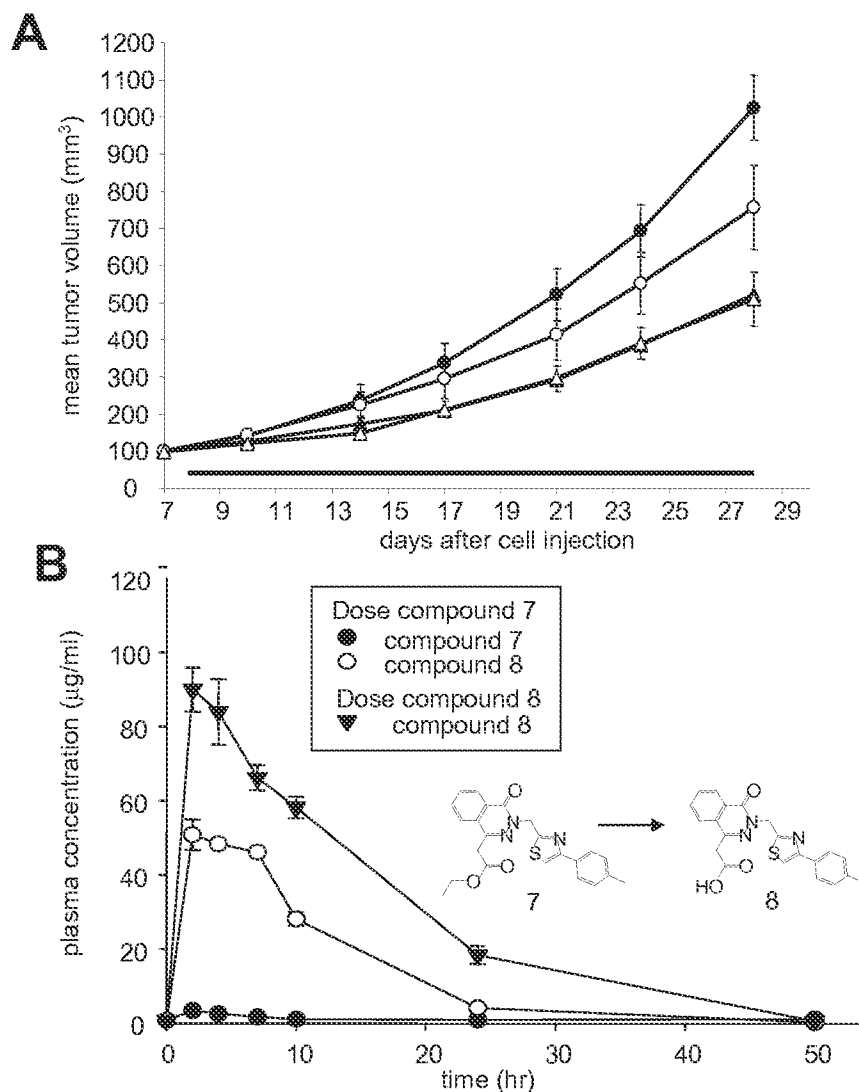 A
1200
1100
1000
900
800
700
600
500
400
300
200
100
0
mean tumor volume (mm³)
7 9 11 13 15 17 19 21 23 25 27 29
days after cell injection
B
120
100
80
60
40
20
0
plasma concentration (µg/ml)
Dose compound 7
compound 7
compound 8
Dose compound 8
compound 8
O
N
N
N
S
O
O
7
O
N
N
N
S
O
HO
8
0 10 20 30 40 50
time (hr)